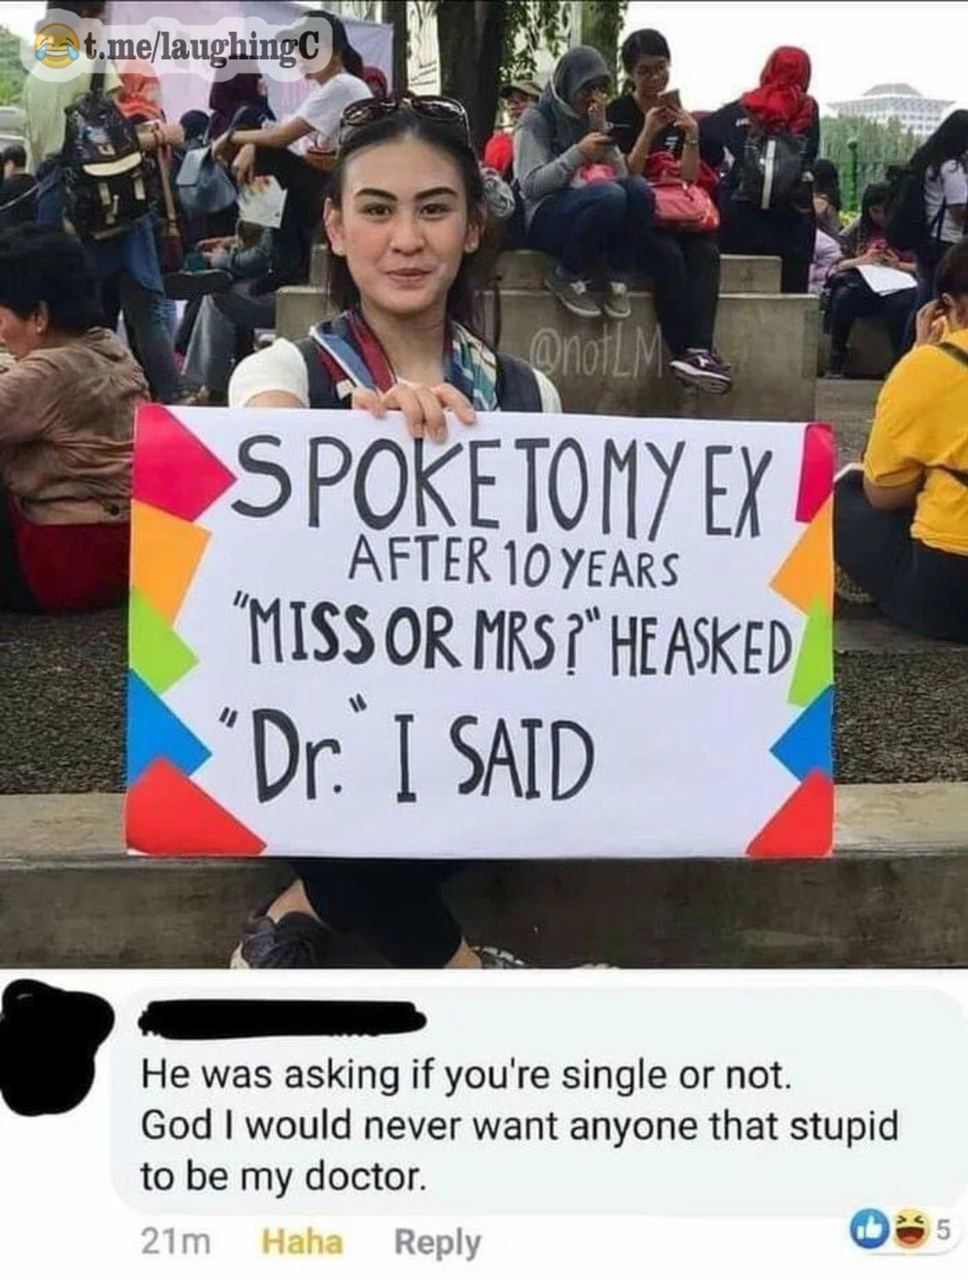 t.me/laughingC
@notLM
SPOKE TO MY EX
AFTER 10 YEARS
"MISS OR MRS?" HE ASKED
"Dr." I SAID
He was asking if you're single or not.
God I would never want anyone that stupid
to be my doctor.
21m Haha Reply 5